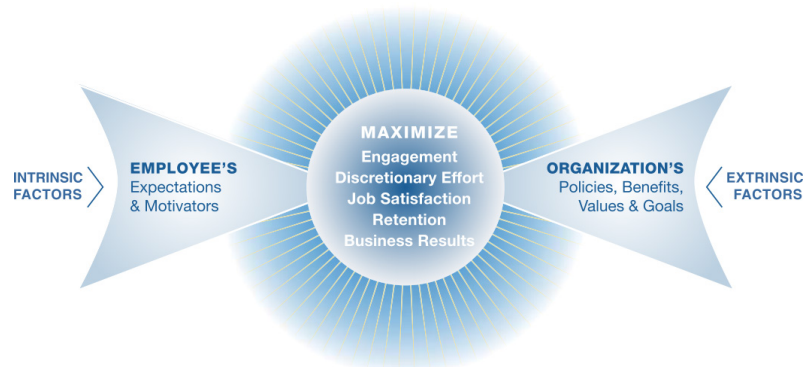 INTRINSIC
FACTORS
EMPLOYEE'S
Expectations
& Motivators
MAXIMIZE
Engagement
Discretionary Effort
Job Satisfaction
Retention
Business Results
ORGANIZATION'S
Policies, Benefits,
Values & Goals
EXTRINSIC
FACTORS